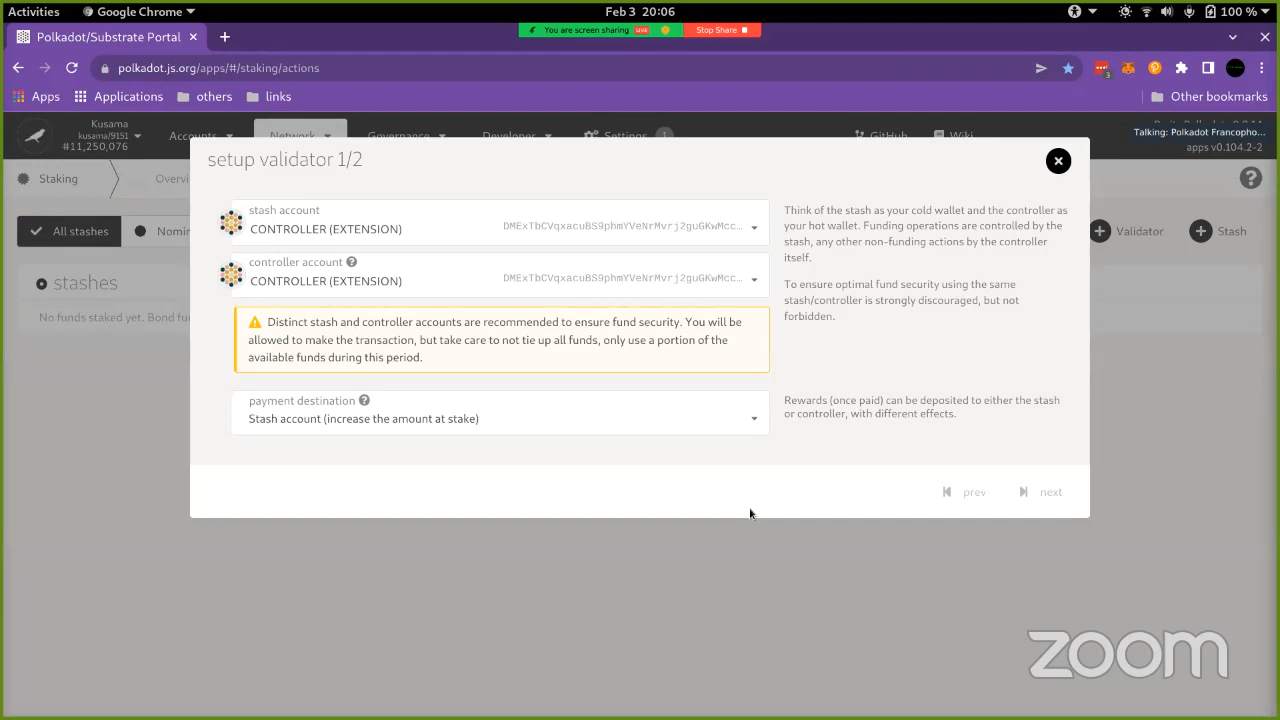 Activities
Google Chrome
Feb 3 20:06
100 %
Polkadot/Substrate Portal
You are screen sharing
LIVE
Stop Share
polkadot.js.org/apps/#/staking/actions
3
Apps
Applications
others
links
Other bookmarks
Kusama
kusama/9151
#11,250,076
Accounts
Network
Governance
Developer
Settings
1
GitHub
Wiki
Talking: Polkadot Francopho...
apps v0.104.2-2
Staking
Overvi
All stashes
Nomin
Validator
Stash
stashes
No funds staked yet. Bond fu
setup validator 1/2
stash account
CONTROLLER (EXTENSION)
DMExTbCVqxacuBS9phmYVeNrMvrj2guGKwMcc...
controller account
CONTROLLER (EXTENSION)
DMExTbCVqxacuBS9phmYVeNrMvrj2guGKwMcc...
Distinct stash and controller accounts are recommended to ensure fund security. You will be
allowed to make the transaction, but take care to not tie up all funds, only use a portion of the
available funds during this period.
payment destination
Stash account (increase the amount at stake)
Think of the stash as your cold wallet and the controller as
your hot wallet. Funding operations are controlled by the
stash, any other non-funding actions by the controller
itself.
To ensure optimal fund security using the same
stash/controller is strongly discouraged, but not
forbidden.
Rewards (once paid) can be deposited to either the stash
or controller, with different effects.
prev
next
zoom